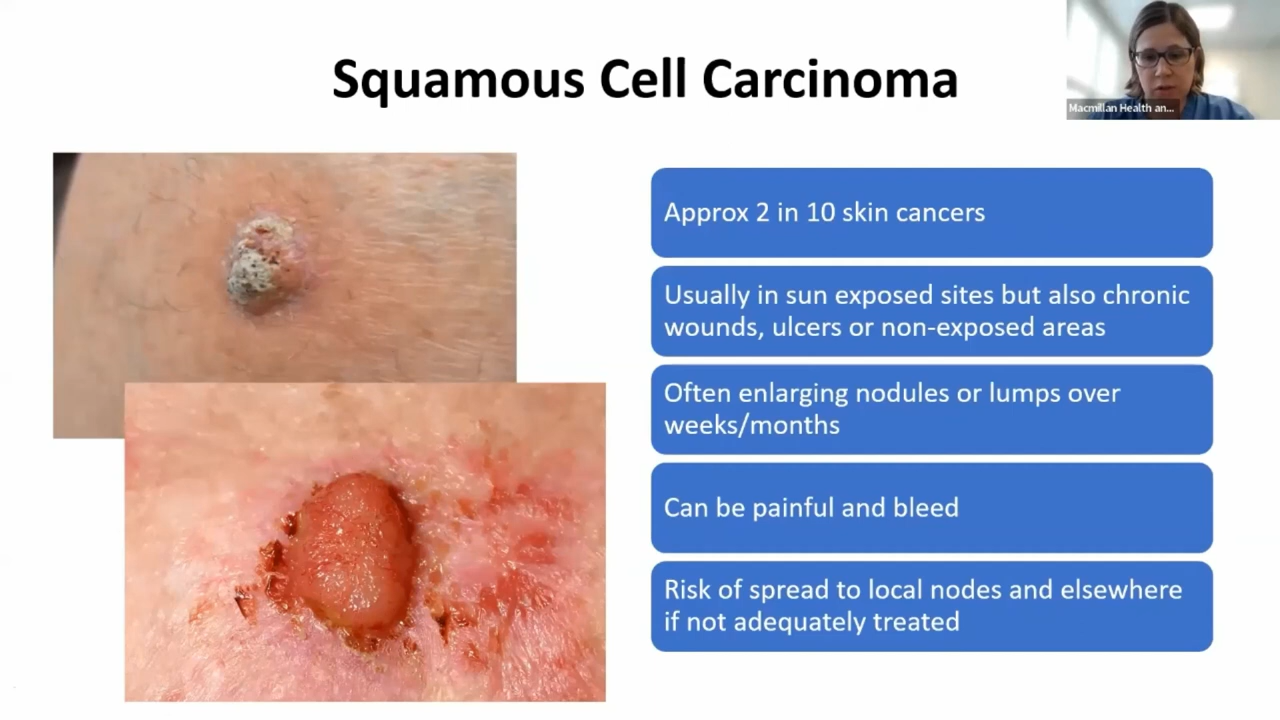 Squamous Cell Carcinoma
Macmillan Health an...
Approx 2 in 10 skin cancers
Usually in sun exposed sites but also chronic
wounds, ulcers or non-exposed areas
Often enlarging nodules or lumps over
weeks/months
Can be painful and bleed
Risk of spread to local nodes and elsewhere
if not adequately treated